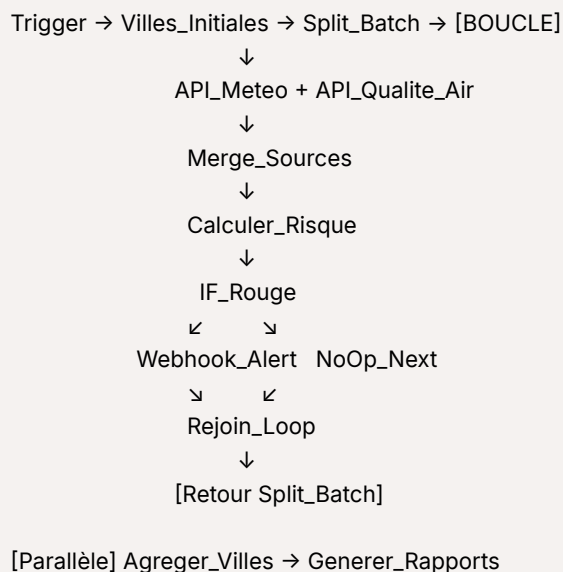 Trigger → Villes_Initiales → Split_Batch → [BOUCLE]
↓
API_Meteo + API_Qualite_Air
↓
Merge_Sources
↓
Calculer_Risque
↓
IF_Rouge
↙ ↘
Webhook_Alert NoOp_Next
↘ ↙
Rejoin_Loop
↓
[Retour Split_Batch]
[Parallèle] Agreger_Villes → Generer_Rapports